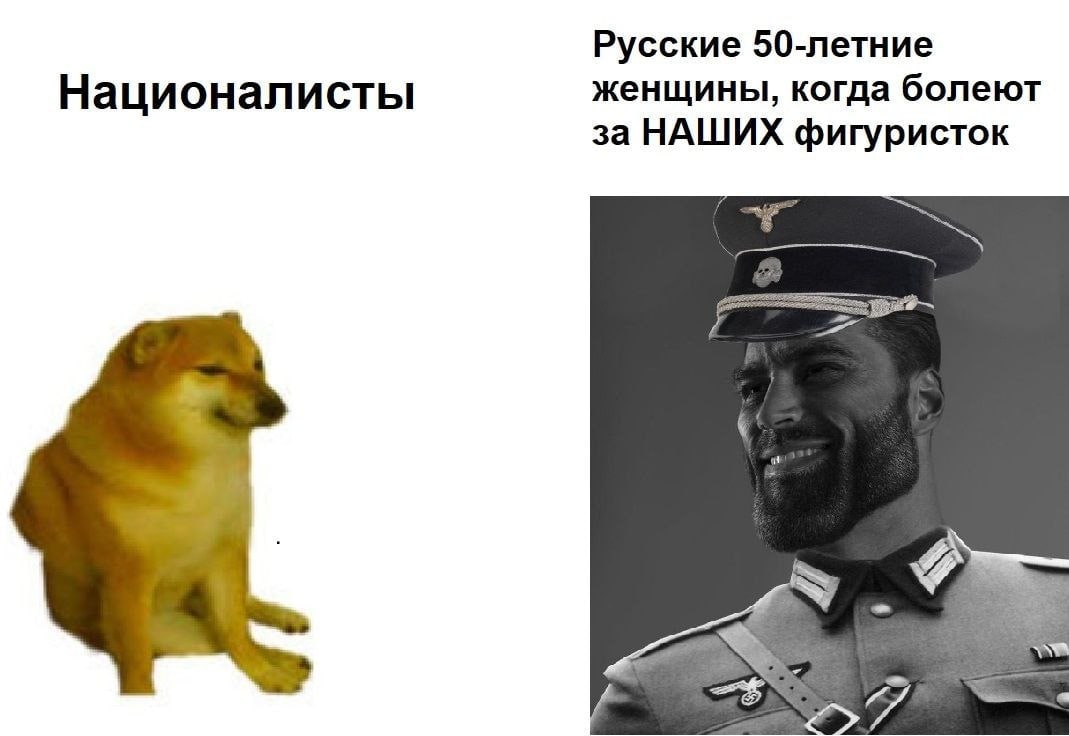 Националисты
Русские 50-летние
женщины, когда болеют
за НАШИХ фигуристок